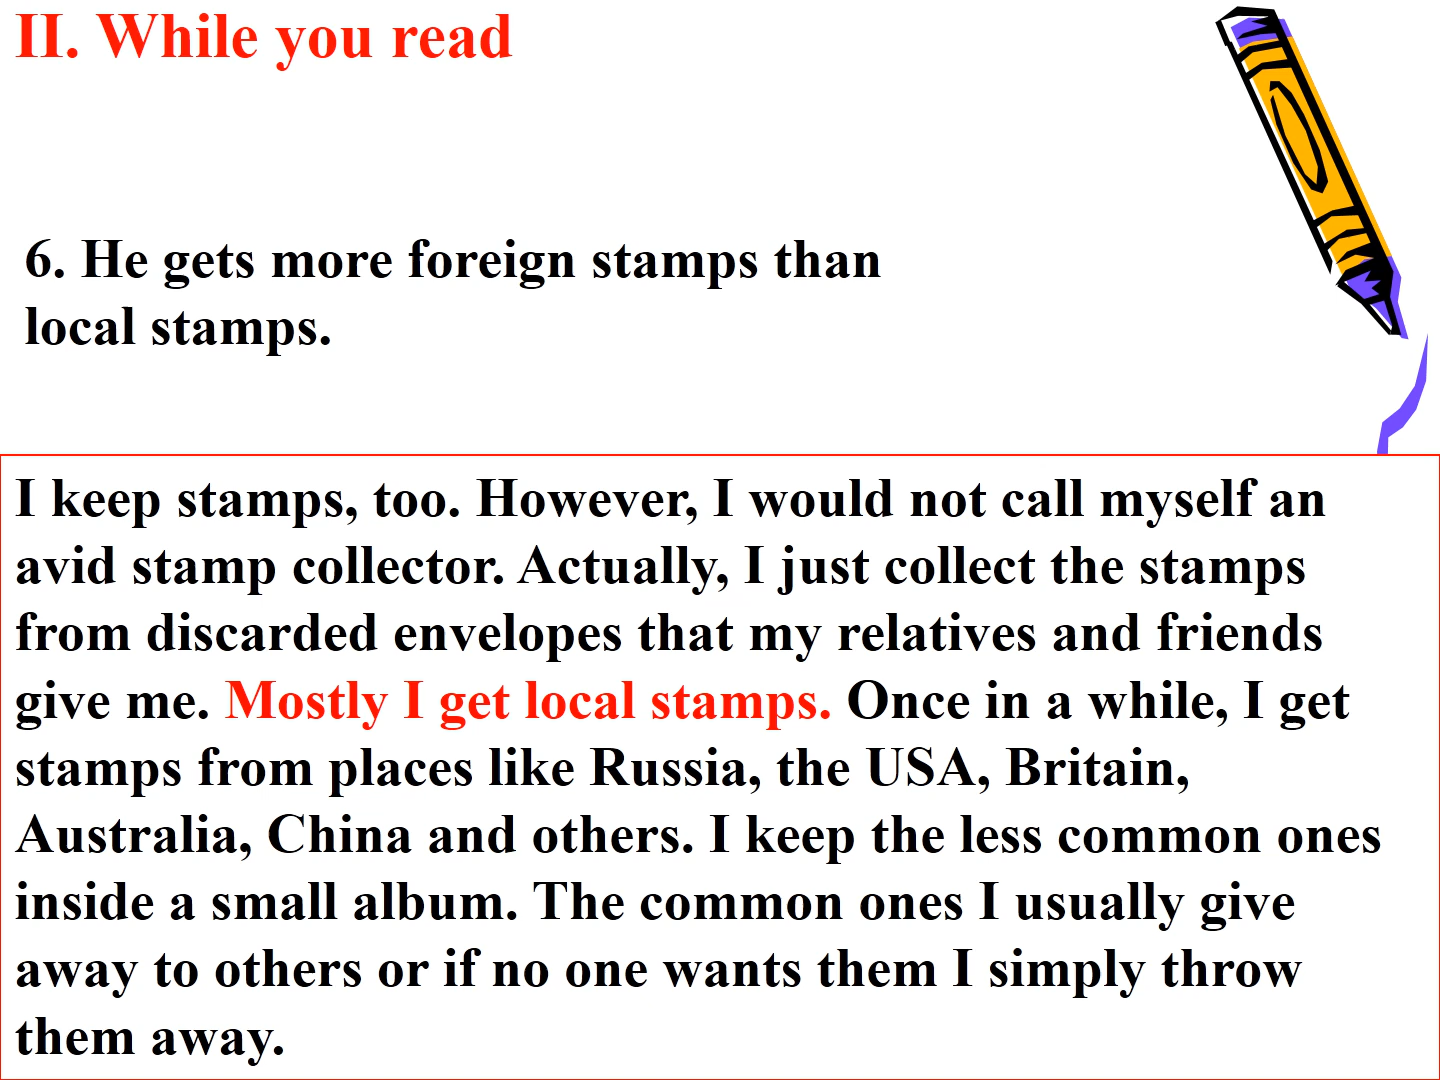 II. While you read
6. He gets more foreign stamps than
local stamps.
I keep stamps, too. However, I would not call myself an
avid stamp collector. Actually, I just collect the stamps
from discarded envelopes that my relatives and friends
give me. Mostly I get local stamps. Once in a while, I get
stamps from places like Russia, the USA, Britain,
Australia, China and others. I keep the less common ones
inside a small album. The common ones I usually give
away to others or if no one wants them I simply throw
them away.